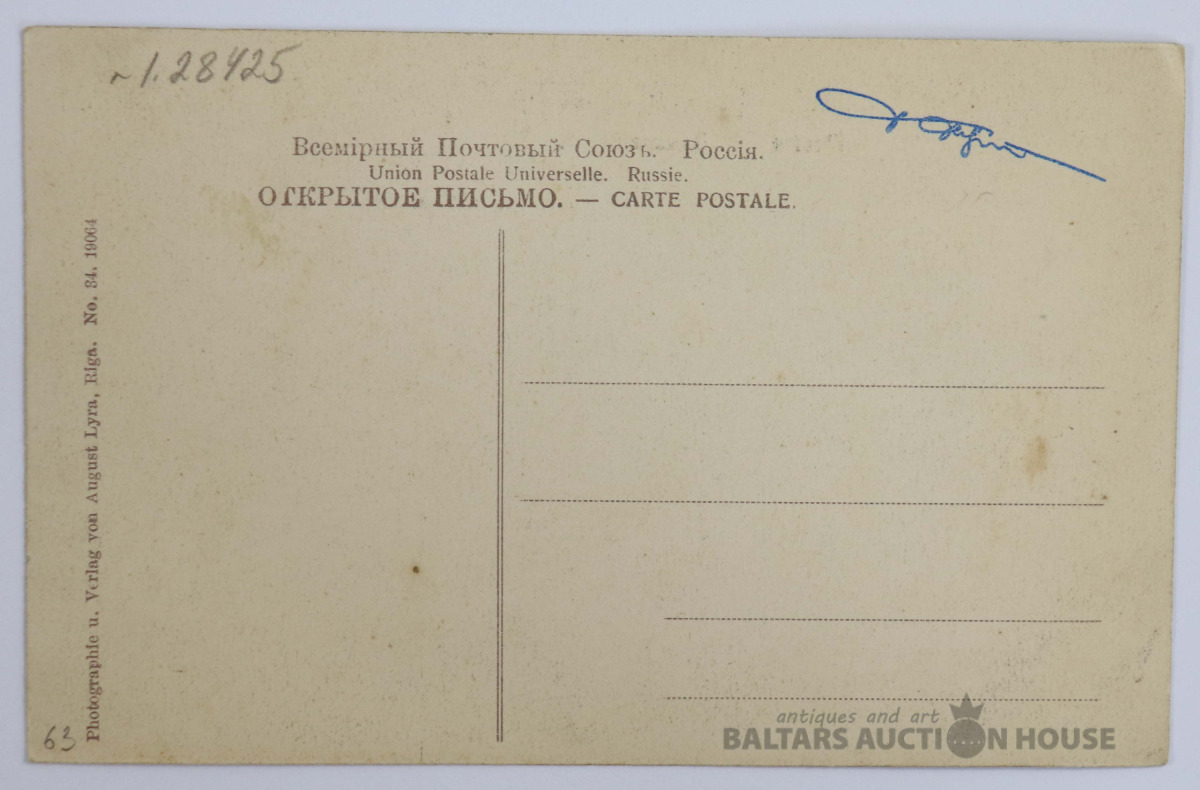 1.28425
Всемірный Почтовый Союзъ. Россія.
Union Postale Universelle. Russie.
ОТКРЫТОЕ ПИСЬМО. — CARTE POSTALE.
Photographie u. Verlag von August Lyra, Riga. No. 34. 19064
63
antiques and art
BALTARS AUCTION HOUSE